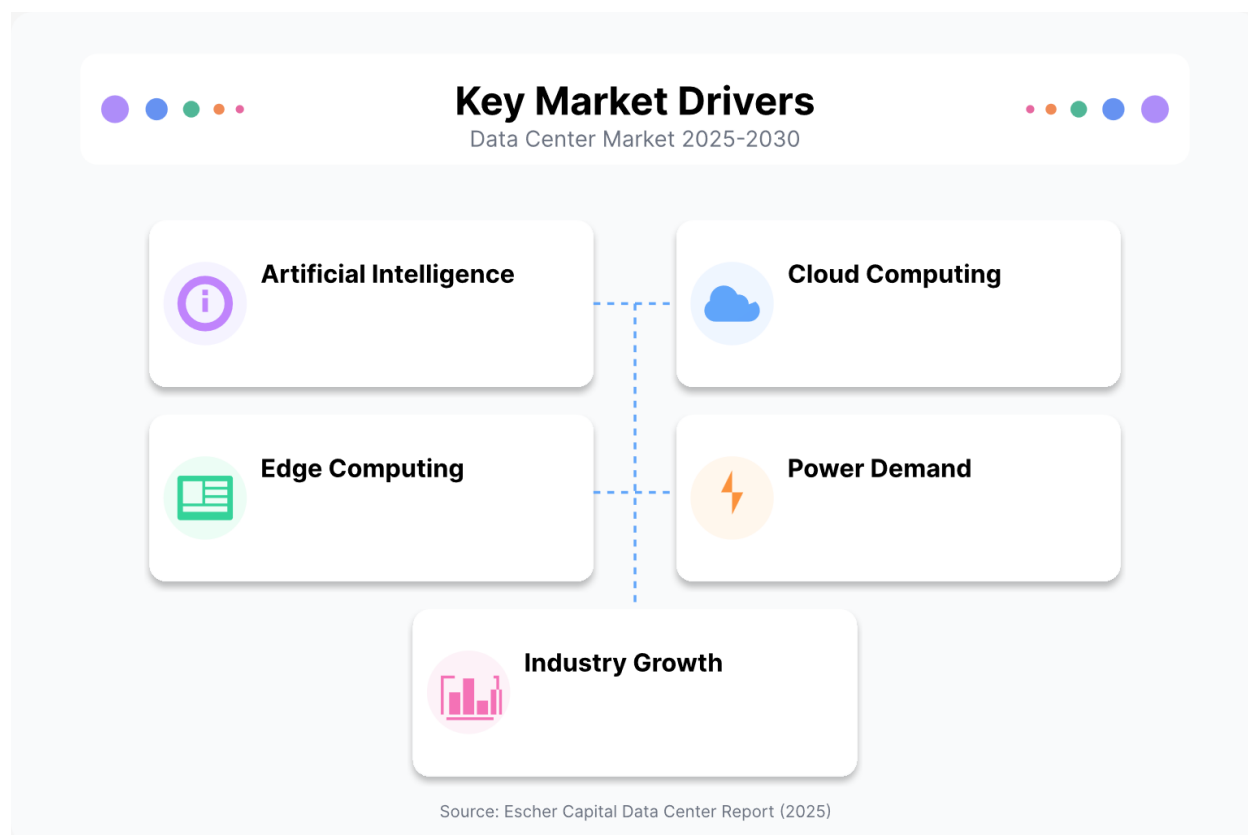 Key Market Drivers
Data Center Market 2025-2030
Artificial Intelligence
Cloud Computing
Edge Computing
Power Demand
Industry Growth
Source: Escher Capital Data Center Report (2025)